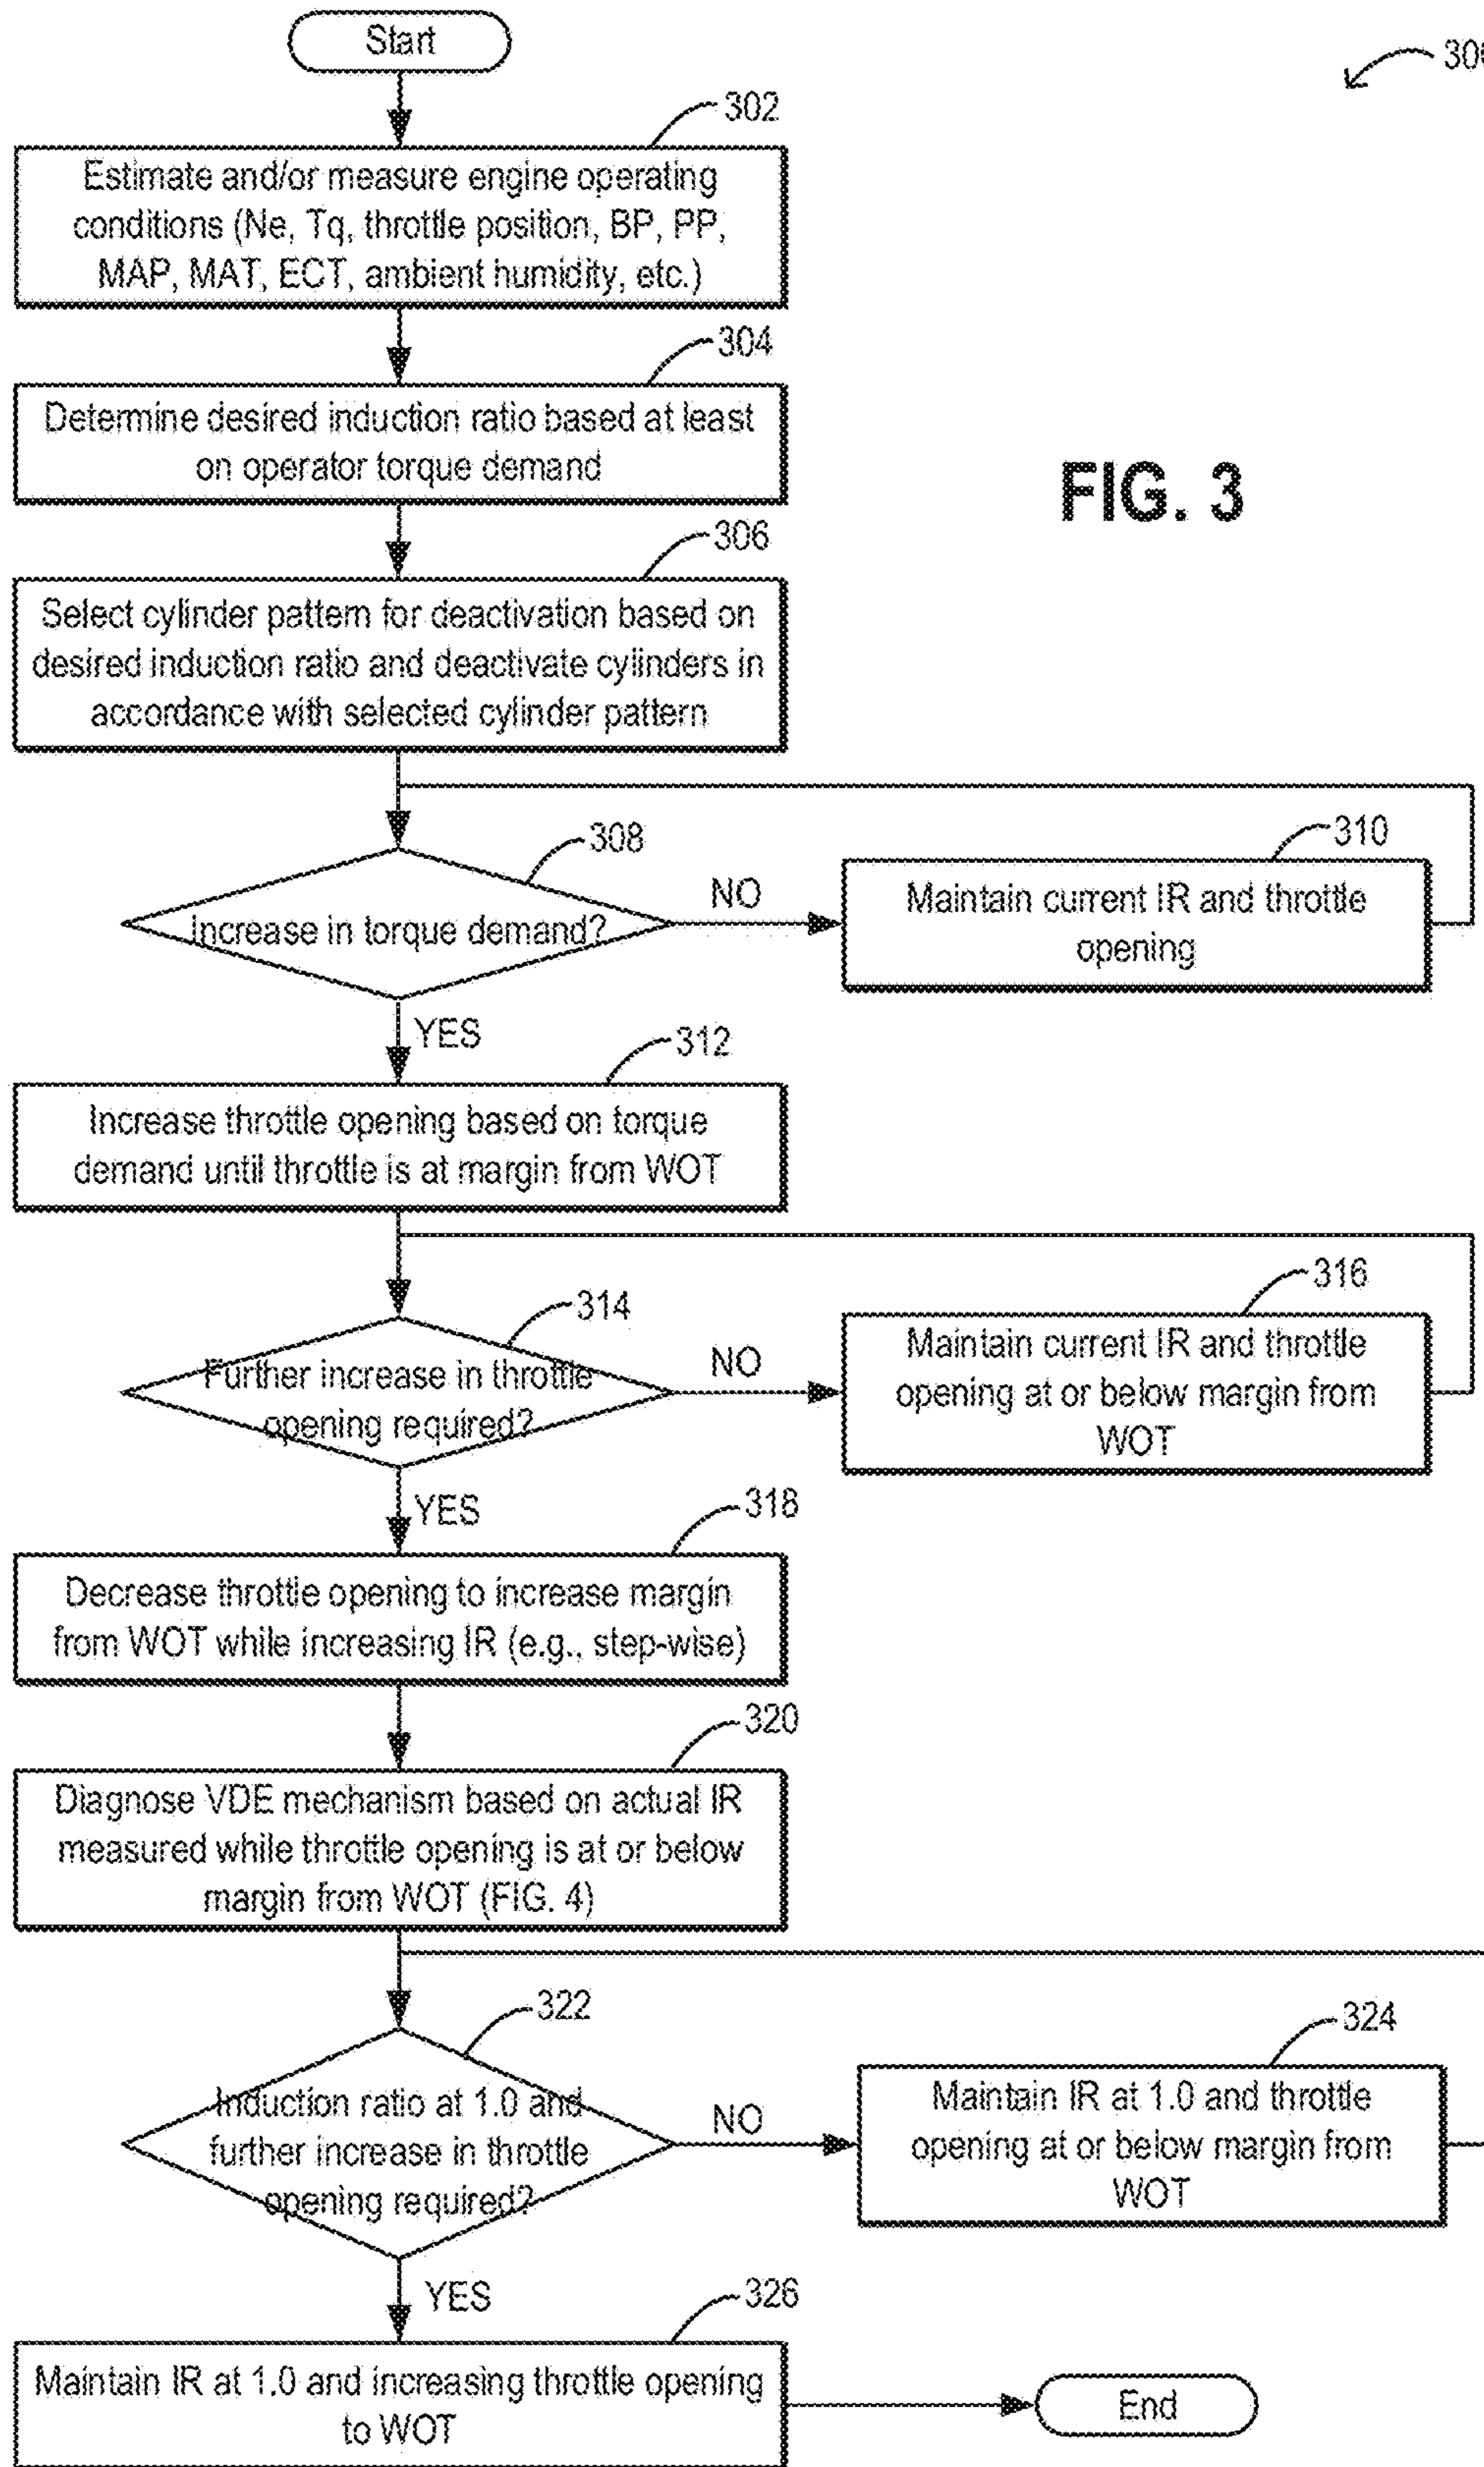 Start
300
302
Estimate and/or measure engine operating
conditions (Ne, Tq, throttle position, BP, PP,
MAP, MAT, ECT, ambient humidity, etc.)
304
Determine desired induction ratio based at least
on operator torque demand
FIG. 3
306
Select cylinder pattern for deactivation based on
desired induction ratio and deactivate cylinders in
accordance with selected cylinder pattern
308
Increase in torque demand?
NO
310
Maintain current IR and throttle
opening
YES
312
Increase throttle opening based on torque
demand until throttle is at margin from WOT
314
Further increase in throttle
opening required?
NO
316
Maintain current IR and throttle
opening at or below margin from
WOT
YES
318
Decrease throttle opening to increase margin
from WOT while increasing IR (e.g., step-wise)
320
Diagnose VDE mechanism based on actual IR
measured while throttle opening is at or below
margin from WOT (FIG. 4)
322
Induction ratio at 1.0 and
further increase in throttle
opening required?
NO
324
Maintain IR at 1.0 and throttle
opening at or below margin from
WOT
YES
326
Maintain IR at 1.0 and increasing throttle opening
to WOT
End